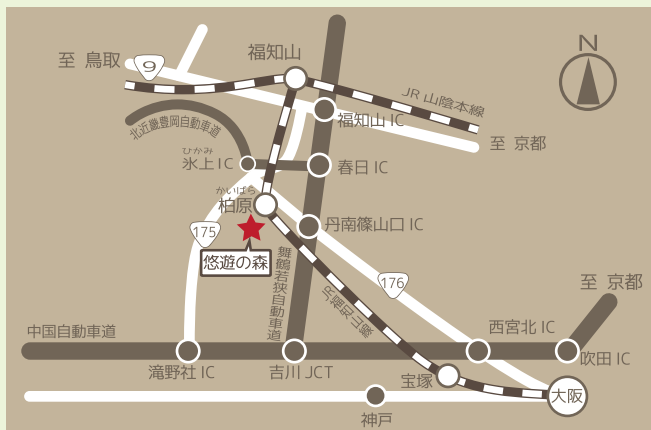 N
福知山
至 鳥取
9
JR 山陰本線
福知山 IC
至 京都
北近畿豊岡自動車道
ひかみ
氷上 IC
春日 IC
かいばら
柏原
丹南篠山口 IC
175
悠遊の森
舞鶴若狭自動車道
176
至 京都
JR福知山線
中国自動車道
西宮北 IC
滝野社 IC
吉川 JCT
吹田 IC
宝塚
大阪
神戸